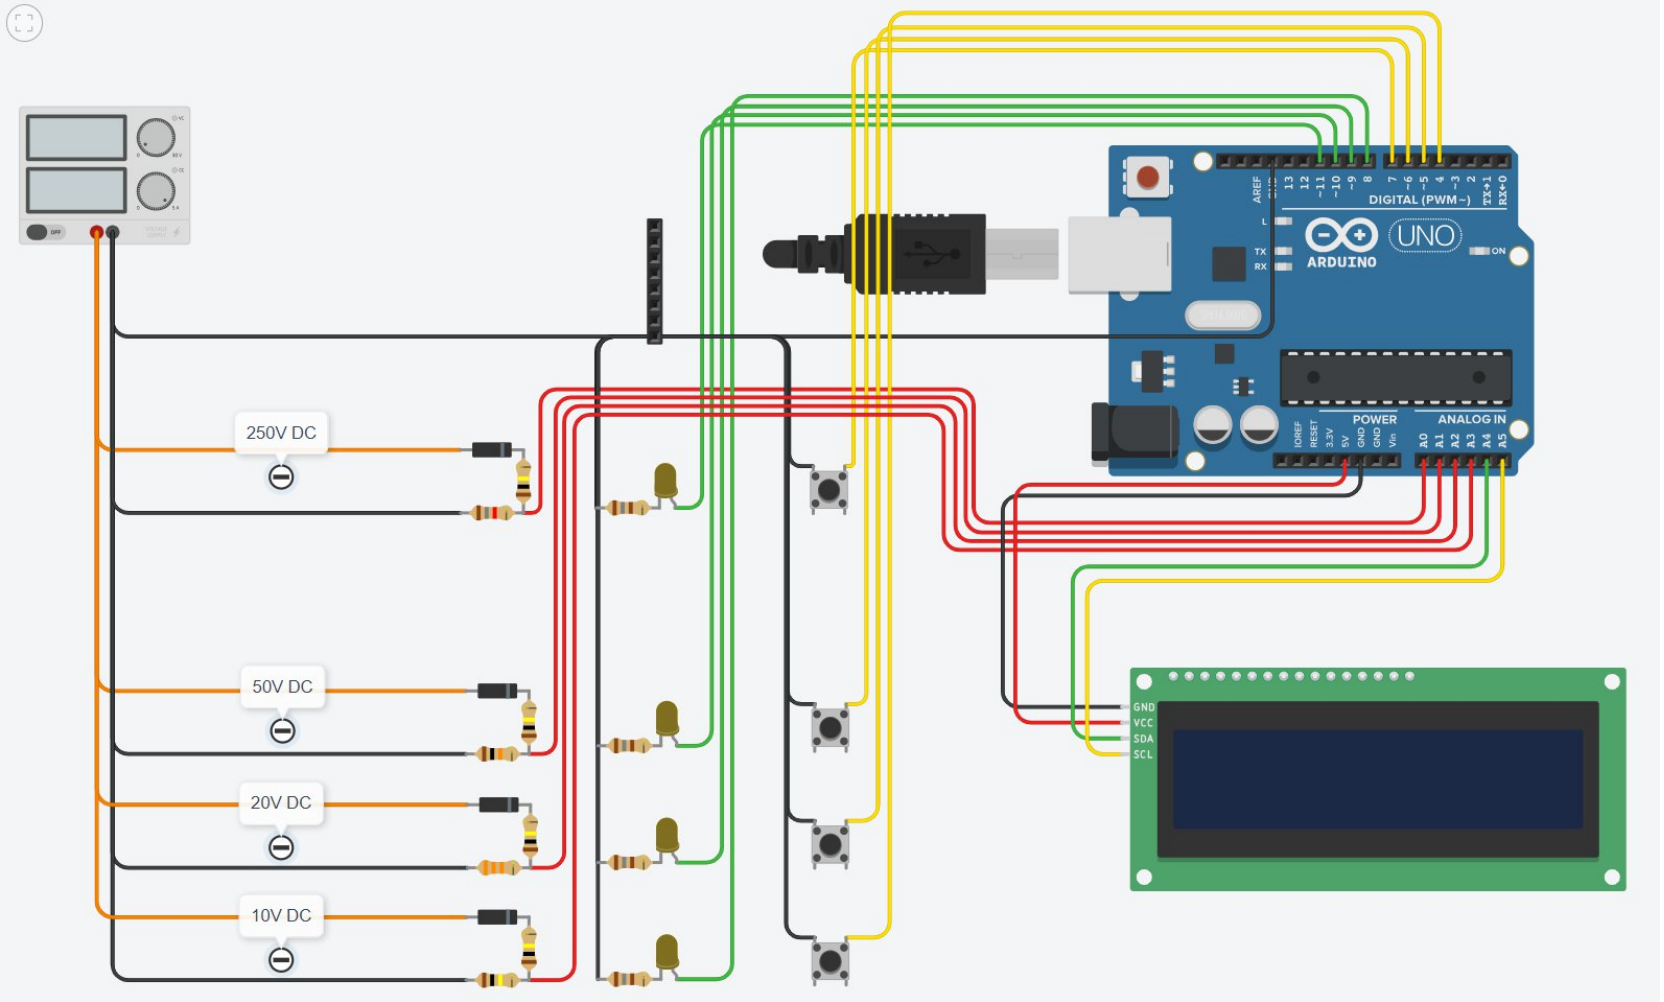 OFF
250V DC
50V DC
20V DC
10V DC
AREF
GND
13
12
~11
~10
~9
8
7
~6
~5
4
~3
2
TX→1
RX←0
DIGITAL (PWM~)
L
TX
RX
UNO
ARDUINO
ON
POWER
ANALOG IN
IOREF
RESET
3.3V
5V
GND
GND
Vin
A0
A1
A2
A3
A4
A5
GND
VCC
SDA
SCL